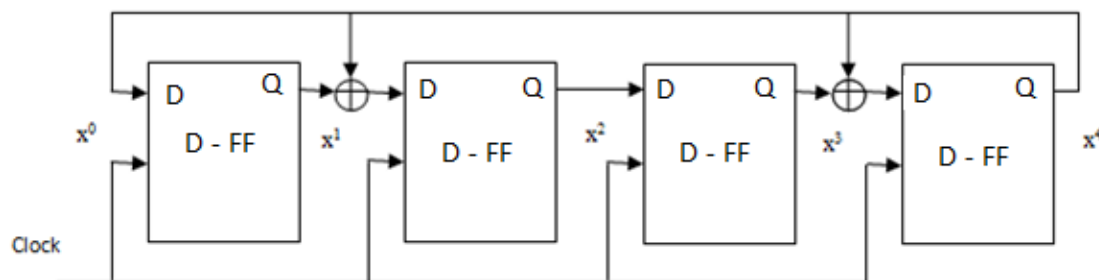 D Q
D Q
D Q
D Q
x⁰
x¹
x²
x³
x⁴
D - FF
D - FF
D - FF
D - FF
Clock